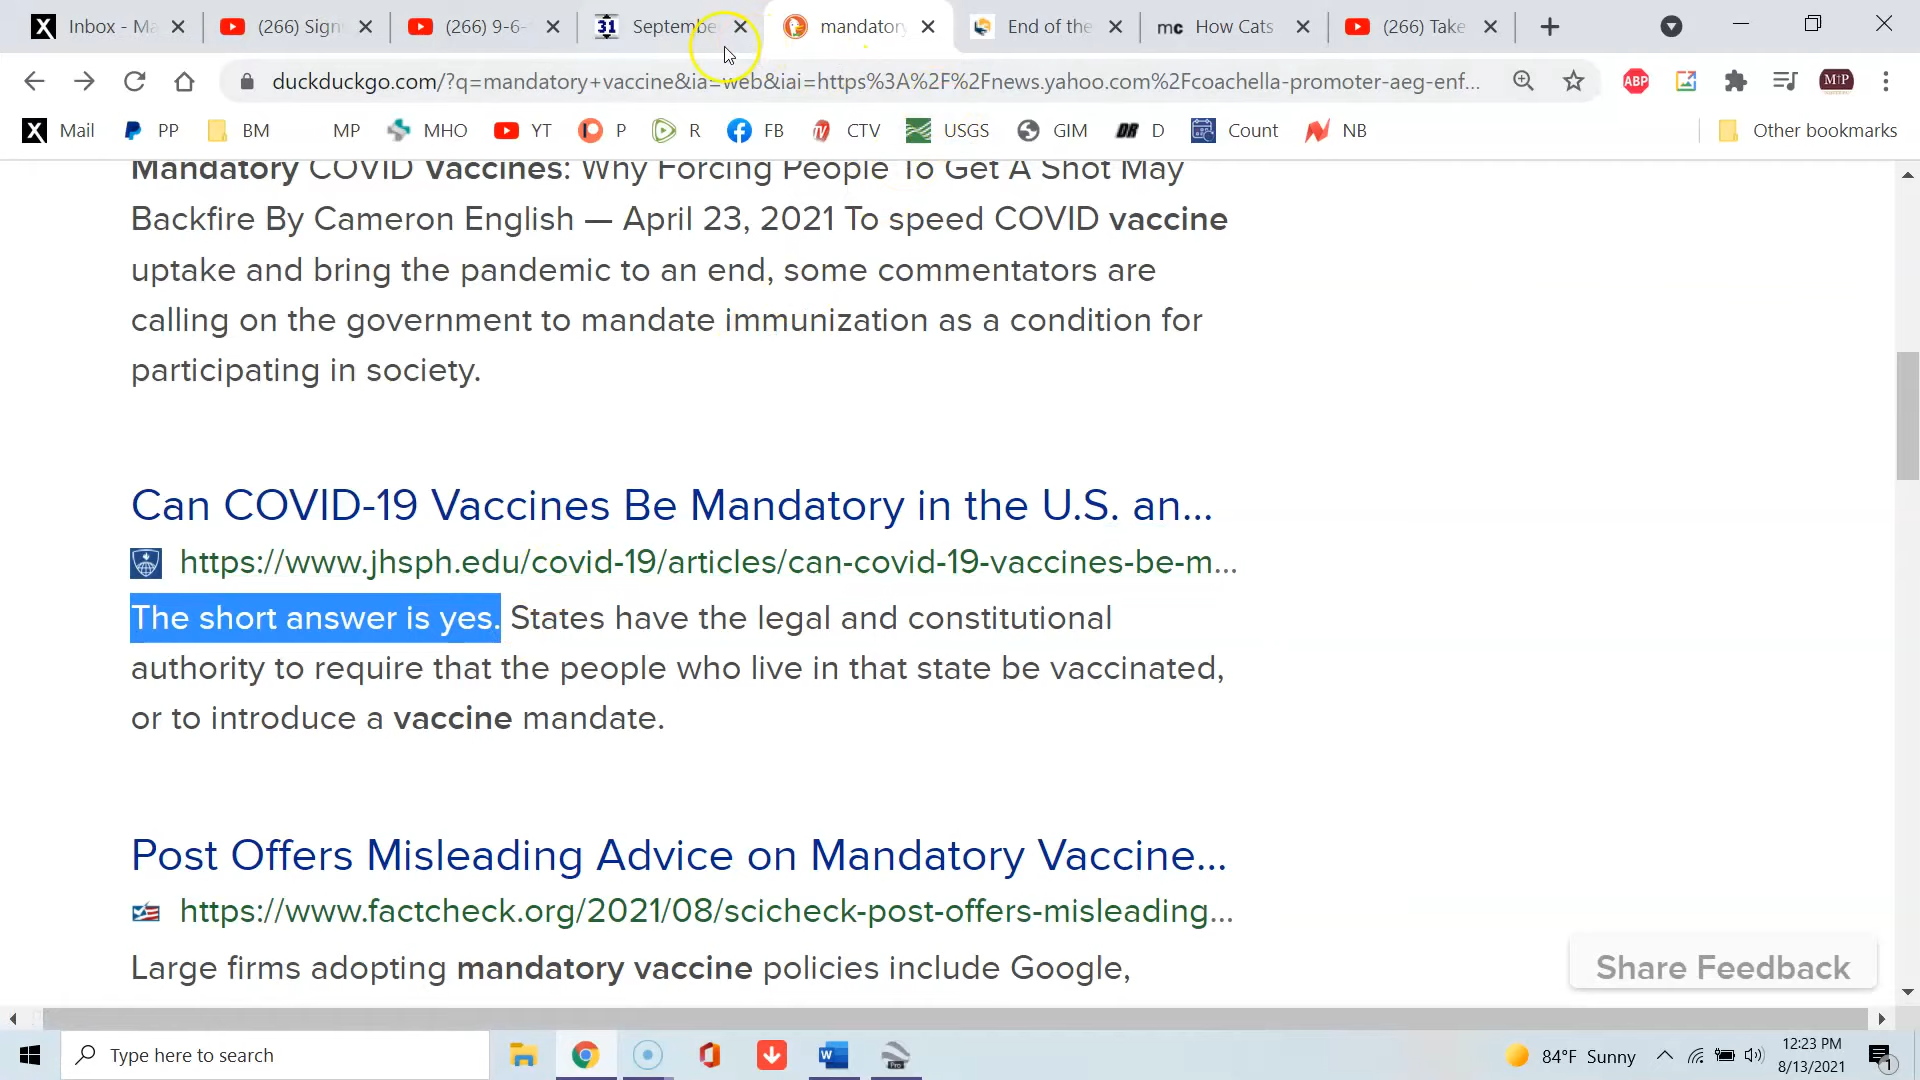 X Inbox - Ma (266) Sign (266) 9-6- 31 Septembe mandatory End of the mc How Cats (266) Take
duckduckgo.com/?q=mandatory+vaccine&ia=web&iai=https%3A%2F%2Fnews.yahoo.com%2Fcoachella-promoter-aeg-enf... ABP M↑P
X Mail PP BM MP MHO YT P R FB CTV USGS GIM DR D Count NB Other bookmarks
Mandatory COVID Vaccines: Why Forcing People To Get A Shot May
Backfire By Cameron English — April 23, 2021 To speed COVID vaccine
uptake and bring the pandemic to an end, some commentators are
calling on the government to mandate immunization as a condition for
participating in society.
Can COVID-19 Vaccines Be Mandatory in the U.S. an...
https://www.jhsph.edu/covid-19/articles/can-covid-19-vaccines-be-m...
The short answer is yes. States have the legal and constitutional
authority to require that the people who live in that state be vaccinated,
or to introduce a vaccine mandate.
Post Offers Misleading Advice on Mandatory Vaccine...
https://www.factcheck.org/2021/08/scicheck-post-offers-misleading...
Large firms adopting mandatory vaccine policies include Google,
Share Feedback
Type here to search W Pro 84°F Sunny 12:23 PM
8/13/2021 1